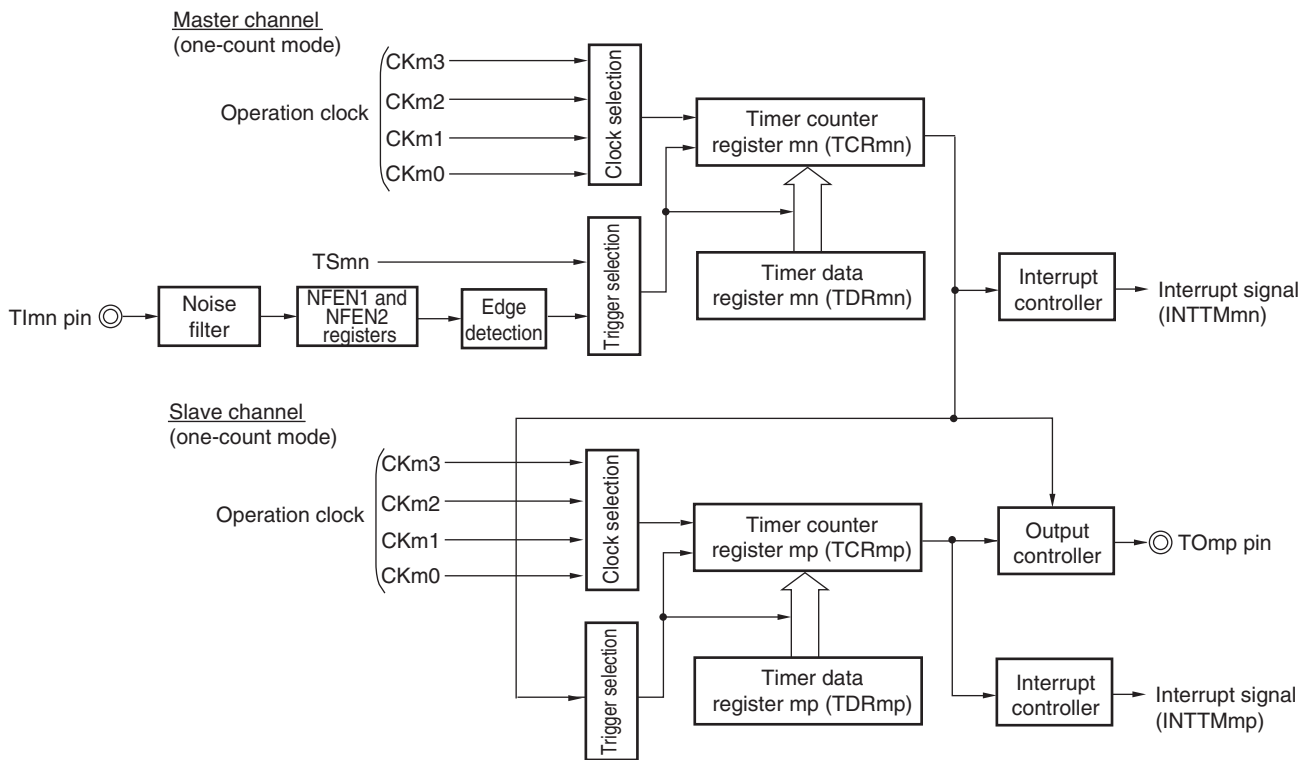 Master channel
(one-count mode)
CKm3
CKm2
Operation clock
CKm1
CKm0
Clock selection
Timer counter
register mn (TCRmn)
TSmn
Trigger selection
Timer data
register mn (TDRmn)
TImn pin
Noise
filter
NFEN1 and
NFEN2
registers
Edge
detection
Interrupt
controller
Interrupt signal
(INTTMmn)
Slave channel
(one-count mode)
CKm3
CKm2
Operation clock
CKm1
CKm0
Clock selection
Timer counter
register mp (TCRmp)
Output
controller
TOmp pin
Trigger selection
Timer data
register mp (TDRmp)
Interrupt
controller
Interrupt signal
(INTTMmp)